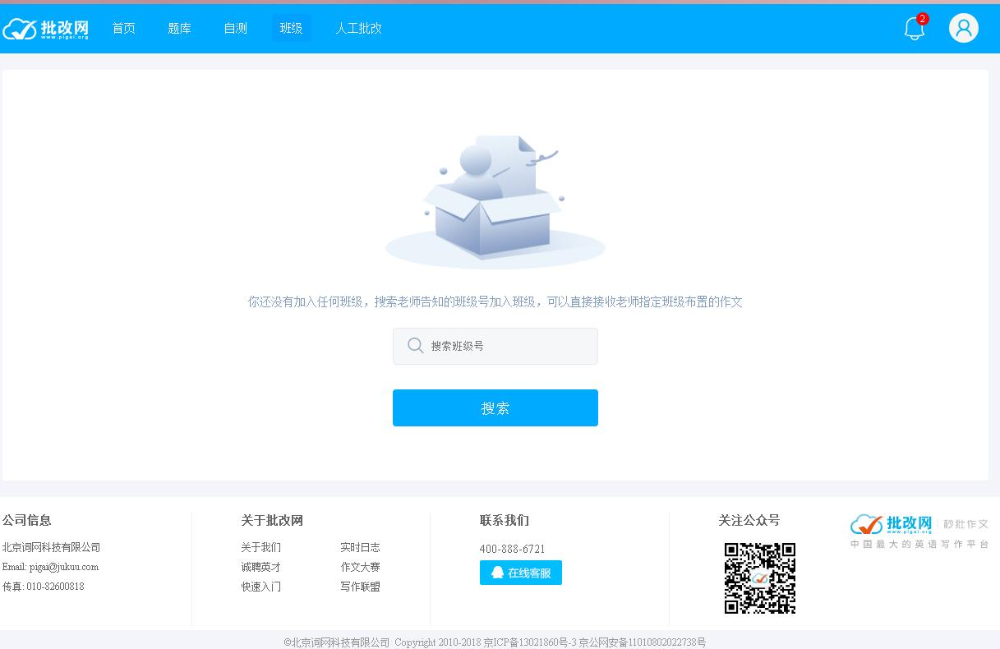 批改网
www.pigai.org
首页 题库 自测 班级 人工批改
2
你还没有加入任何班级，搜索老师告知的班级号加入班级，可以直接接收老师指定班级布置的作文
搜索班级号
搜索
公司信息
北京词网科技有限公司
Email: pigai@jukuu.com
传真: 010-82600818
关于批改网
关于我们 实时日志
诚聘英才 作文大赛
快速入门 写作联盟
联系我们
400-888-6721
在线客服
关注公众号
批改网 秒批作文
www.pigai.org
中国最大的英语写作平台
©北京词网科技有限公司 Copyright 2010-2018 京ICP备13021860号-3 京公网安备11010802022738号